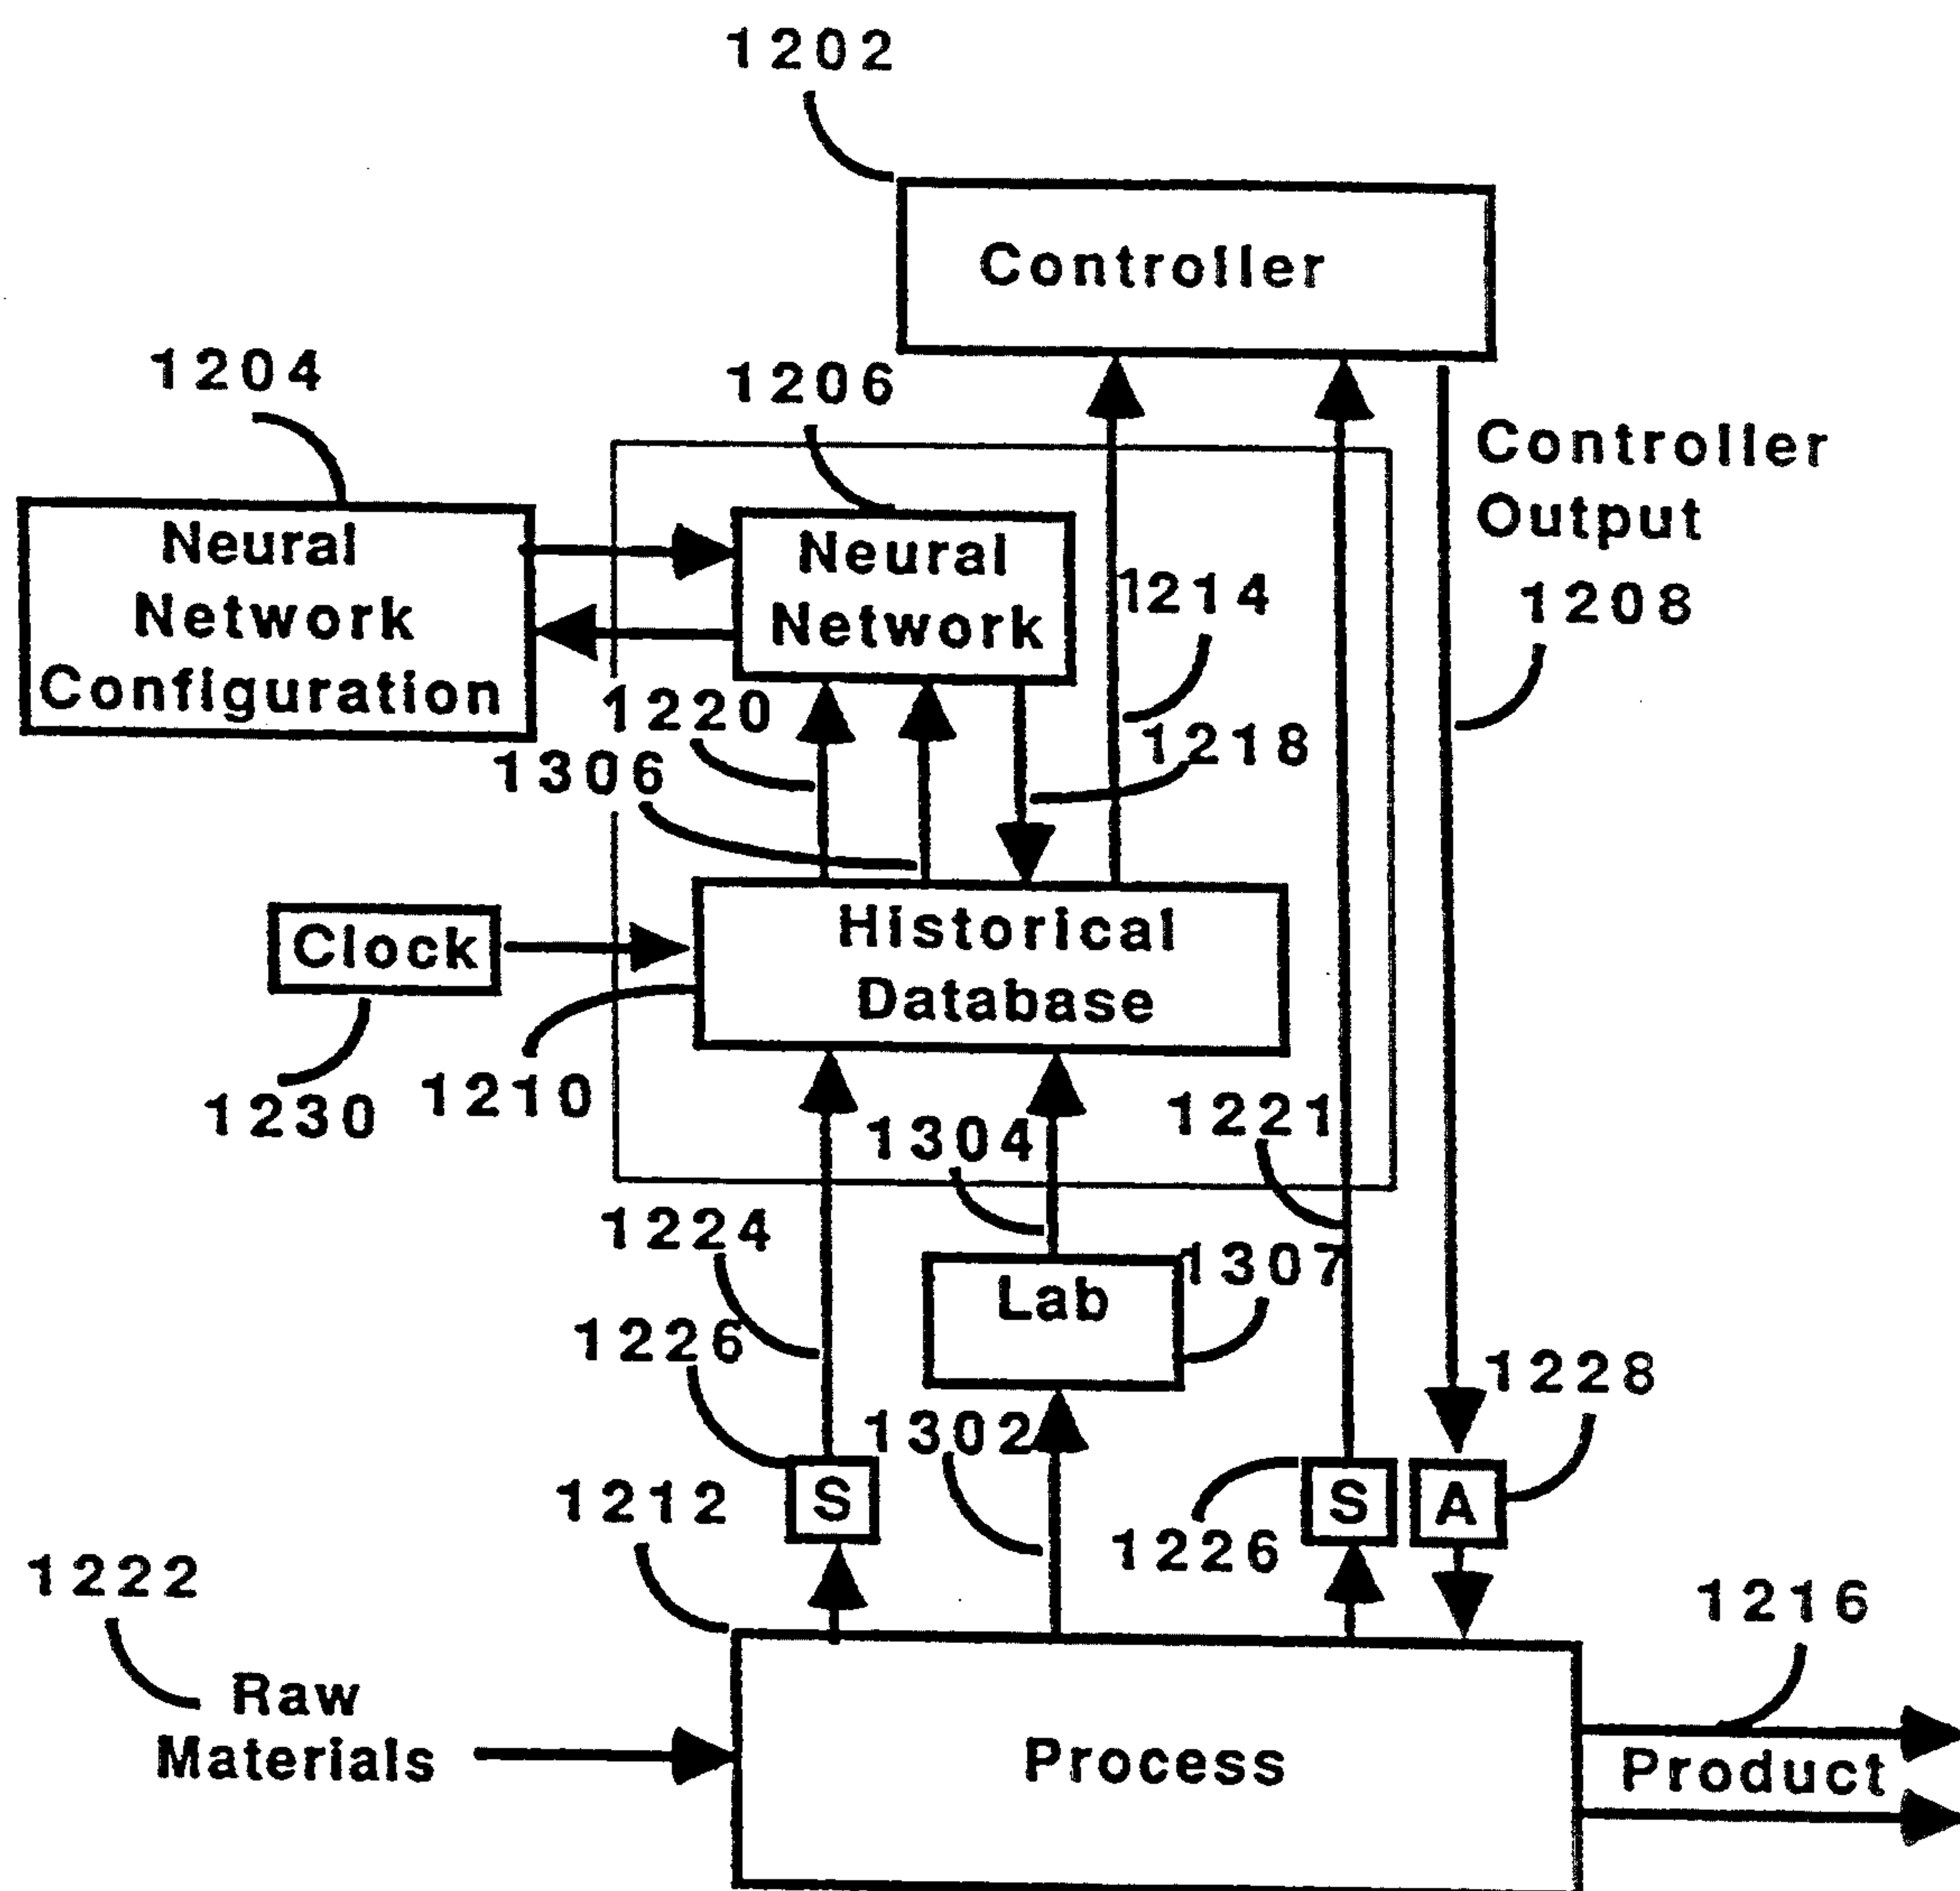 1202
Controller
1204
1206
Controller
Output
1208
Neural
Network
Configuration
Neural
Network
1214
1220
1218
1306
Clock
Historical
Database
1230
1210
1304
1221
1224
1307
Lab
1226
1228
1302
1212
S
S
A
1226
1222
1216
Raw
Materials
Process
Product